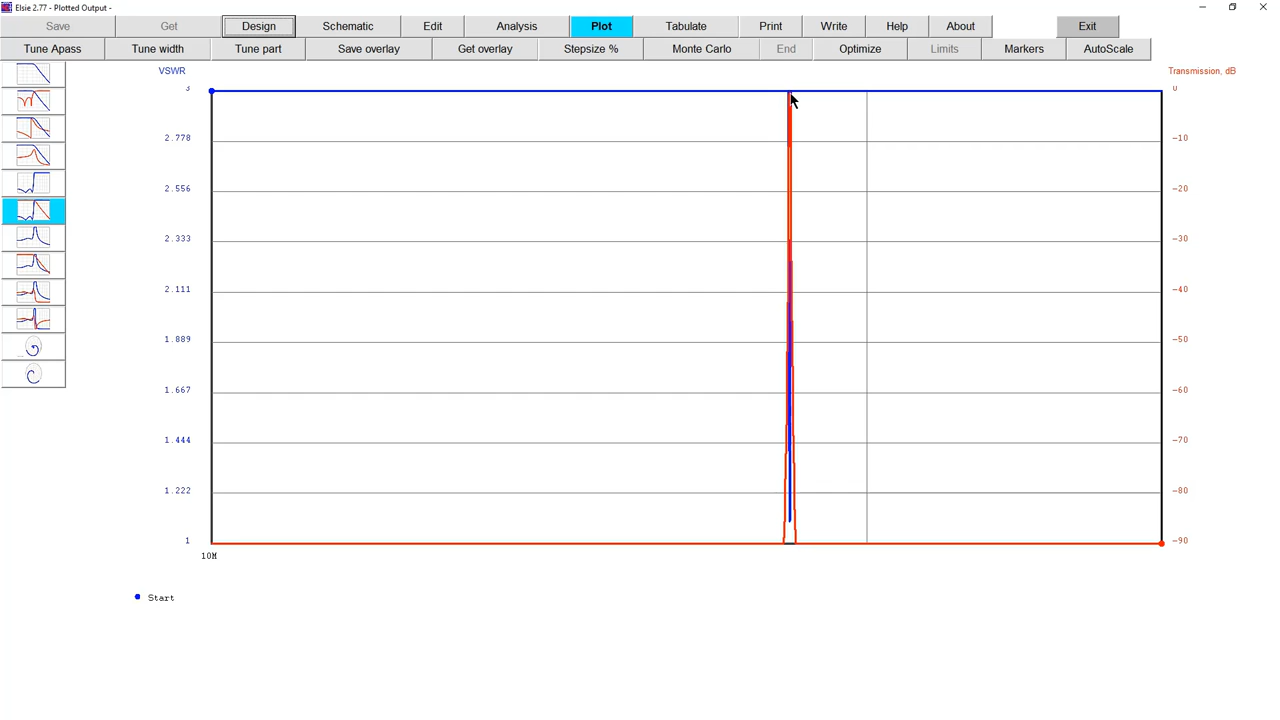 Elsie 2.77 - Plotted Output -
Save Get Design Schematic Edit Analysis Plot Tabulate Print Write Help About Exit
Tune Apass Tune width Tune part Save overlay Get overlay Stepsize % Monte Carlo End Optimize Limits Markers AutoScale
VSWR Transmission, dB
3 0
2.778 -10
2.556 -20
2.333 -30
2.111 -40
1.889 -50
1.667 -60
1.444 -70
1.222 -80
1 -90
10M
Start